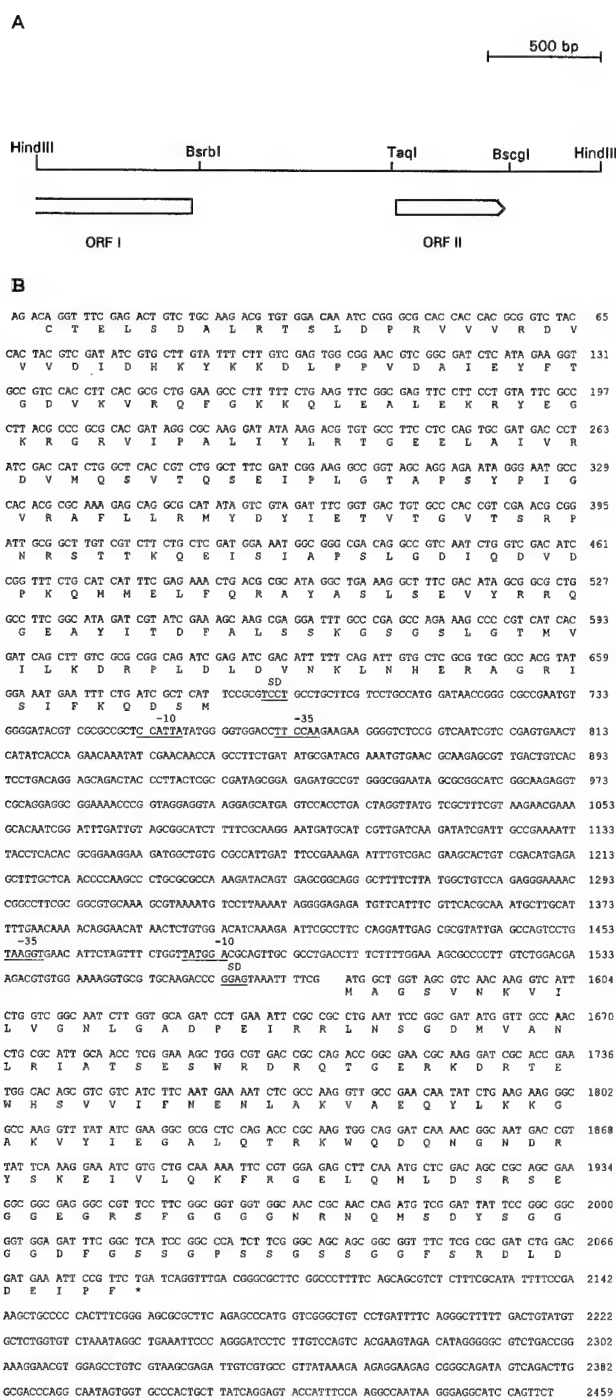 A
500 bp
HindIII BsrbI TaqI BscgI HindIII
ORF I ORF II
B
AG ACA GGT TTC GAG ACT GTC TGC AAG ACG TGT GGA CAA ATC CGG GCG CAC CAC CAC GCG GTC TAC 65
C T E L S D A L R T S L D P R V V V R D V
CAC TAC GTC GAT ATC GTG CTT GTA TTT CTT GTC GAG TGG CGG AAC GTC GGC GAT CTC ATA GAA GGT 131
V V D I D H K Y K K D L P P V D A I E Y F T
GCC GTC CAC CTT CAC GCG CTG GAA GCC CTT TTT CTG AAG TTC GGC GAG TTC CTT CCT GTA TTC GCC 197
G D V K V R Q F G K K Q L E A L E K R Y E G
CTT ACG CCC GCG CAC GAT AGG CGC AAG GAT ATA AAG ACG TGT GCC TTC CTC CAG TGC GAT GAC CCT 263
K R G R V I P A L I Y L R T G E E L A I V R
ATC GAC CAT CTG GCT CAC CGT CTG GCT TTC GAT CGG AAG GCC GGT AGC AGG AGA ATA GGG AAT GCC 329
D V M Q S V T Q S E I P L G T A P S Y P I G
CAC ACG CGC AAA GAG CAG GCG CAT ATA GTC GTA GAT TTC GGT GAC TGT GCC CAC CGT CGA ACG CGG 395
V R A F L L R M Y D Y I E T V T G V T S R P
ATT GCG GCT TGT CGT CTT CTG CTC GAT GGA AAT GGC GGG CGA CAG GCC GTC AAT CTG GTC GAC ATC 461
N R S T T K Q E I S I A P S L G D I Q D V D
CGG TTT CTG CAT CAT TTC GAG AAA CTG ACG CGC ATA GGC TGA AAG GCT TTC GAC ATA GCG GCG CTG 527
P K Q M M E L F Q R A Y A S L S E V Y R R Q
GCC TTC GGC ATA GAT CGT ATC GAA AGC AAG CGA GGA TTT GCC CGA GCC AGA AAG CCC CGT CAT CAC 593
G E A Y I T D F A L S S K G S G S L G T M V
GAT CAG CTT GTC GCG CGG CAG ATC GAG ATC GAC ATT TTT CAG ATT GTG CTC GCG TGC GCC ACG TAT 659
I L K D R P L D L D V N K L N H E R A G R I
SD
GGA AAT GAA TTT CTG ATC GCT CAT TCCGCGTCCT GCCTGCTTCG TCCTGCCATG GATAACCGGG CGCCGAATGT 733
S I F K Q D S M
-10 -35
GGGGATACGT CGCGCCGCTC CCATTATATGGG GGTGGACCTT CCAAGAAGAA GGGGTCTCCG GTCAATCGTC CGAGTGAACT 813
CATATCACCA GAACAAATAT CGAACAACCA GCCTTCTGAT ATGCGATACG AAATGTGAAC GCAAGAGCGT TGACTGTCAC 893
TCCTGACAGG AGCAGACTAC CCTTACTCGC CGATAGCGGA GAGATGCCGT GGGCGGAATA GCGCGGCATC GGCAAGAGGT 973
CGCAGGAGGC GGAAAACCCG GTAGGAGGTA AGGAGCATGA GTCCACCTGA CTAGGTTATG TCGCTTTCGT AAGAACGAAA 1053
GCACAATCGG ATTTGATTGT AGCGGCATCT TTTCGCAAGG AATGATGCAT CGTTGATCAA GATATCGATT GCCGAAAATT 1133
TACCTCACAC GCGGAAGGAA GATGGCTGTG CGCCATTGAT TTCCGAAAGA ATTTGTCGAC GAAGCACTGT CGACATGAGA 1213
GCTTTGCTCAA ACCCCAAGCC CTGCGCGCCA AAGATACAGT GAGCGGCAGG GCTTTTCTTA TGGCTGTCCA GAGGGAAAAC 1293
CGGCCTTCGC GGCGTGCAAA GCGTAAAATG TCCTTAAAAT AGGGGAGAGA TGTTCATTTC GTTCACGCAA ATGCTTGCAT 1373
TTTGAACAAA ACAGGAACAT AACTCTGTGG ACATCAAAGA ATTCGCCTTC CAGGATTGAG CGCGTATTGA TGCCAGTCCTG 1453
-35 -10
TAAGGTGAAC ATTCTAGTTT CTGGTTATGGA ACGCAGTTGC GCCTGACCTT TCTTTTGGAA AGCGCCCCTT GTCTGGACGA 1533
SD
AGACGTGTGG AAAAGGTGCG TGCAAGACCC GGAGTAAATT TTCG ATG GCT GGT AGC GTC AAC AAG GTC ATT 1604
M A G S V N K V I
CTG GTC GGC AAT CTT GGT GCA GAT CCT GAA ATT CGC CGC CTG AAT TCC GGC GAT ATG GTT GCC AAC 1670
L V G N L G A D P E I R R L N S G D M V A N
CTG CGC ATT GCA ACC TCG GAA AGC TGG CGT GAC CGC CAG ACC GGC GAA CGC AAG GAT CGC ACC GAA 1736
L R I A T S E S W R D R Q T G E R K D R T E
TGG CAC AGC GTC GTC ATC TTC AAT GAA AAT CTC GCC AAG GTT GCC GAA CAA TAT CTG AAG AAG GGC 1802
W H S V V I F N E N L A K V A E Q Y L K K G
GCC AAG GTT TAT ATC GAA GGC GCG CTC CAG ACC CGC AAG TGG CAG GAT CAA AAC GGC AAT GAC CGT 1868
A K V Y I E G A L Q T R K W Q D Q N G N D R
TAT TCA AAG GAA ATC GTG CTG CAA AAA TTC CGT GGA GAG CTT CAA ATG CTC GAC AGC CGC AGC GAA 1934
Y S K E I V L Q K F R G E L Q M L D S R S E
GGC GGC GAG GGC CGT TCC TTC GGC GGT GGT GGC AAC CGC AAC CAG ATG TCG GAT TAT TCC GGC GGC 2000
G G E G R S F G G G G N R N Q M S D Y S G G
GGT GGA GAT TTC GGC TCA TCC GGC CCA TCT TCG GGC AGC AGC GGC GGT TTC TCG CGC GAT CTG GAC 2066
G G D F G S S G P S S G S S G G F S R D L D
GAT GAA ATT CCG TTC TGA TCAGGTTTGA CGGGCGCTTC GGCCCTTTTC AGCAGCGTCT CTTTCGCATA TTTTCCGA 2142
D E I P F *
AAGCTGCCCC CACTTTCGGG AGCGCGCTTC AGAGCCCATG GTCGGGCTGT CCTGATTTTC AGGGCTTTTT GACTGTATGT 2222
GCTCTGGTGT CTAAATAGGC TGAAATTCCC AGGGATCCTC TTGTCCAGTC ACGAAGTAGA CATAGGGGGC GTCTGACCGG 2302
AAAGGAACGT GGAGCCTGTC GTAAGCGAGA TTGTCGTGCC GTTATAAAGA AGAGGAAGAG CGGGCAGATA GTCAGACTTG 2382
GCGACCCAGG CAATAGTGGT GCCCACTGCT TATCAGGAGT ACCATTTCCA AGGCCAATAA GGGAGGCATC CAGTTCT 2459